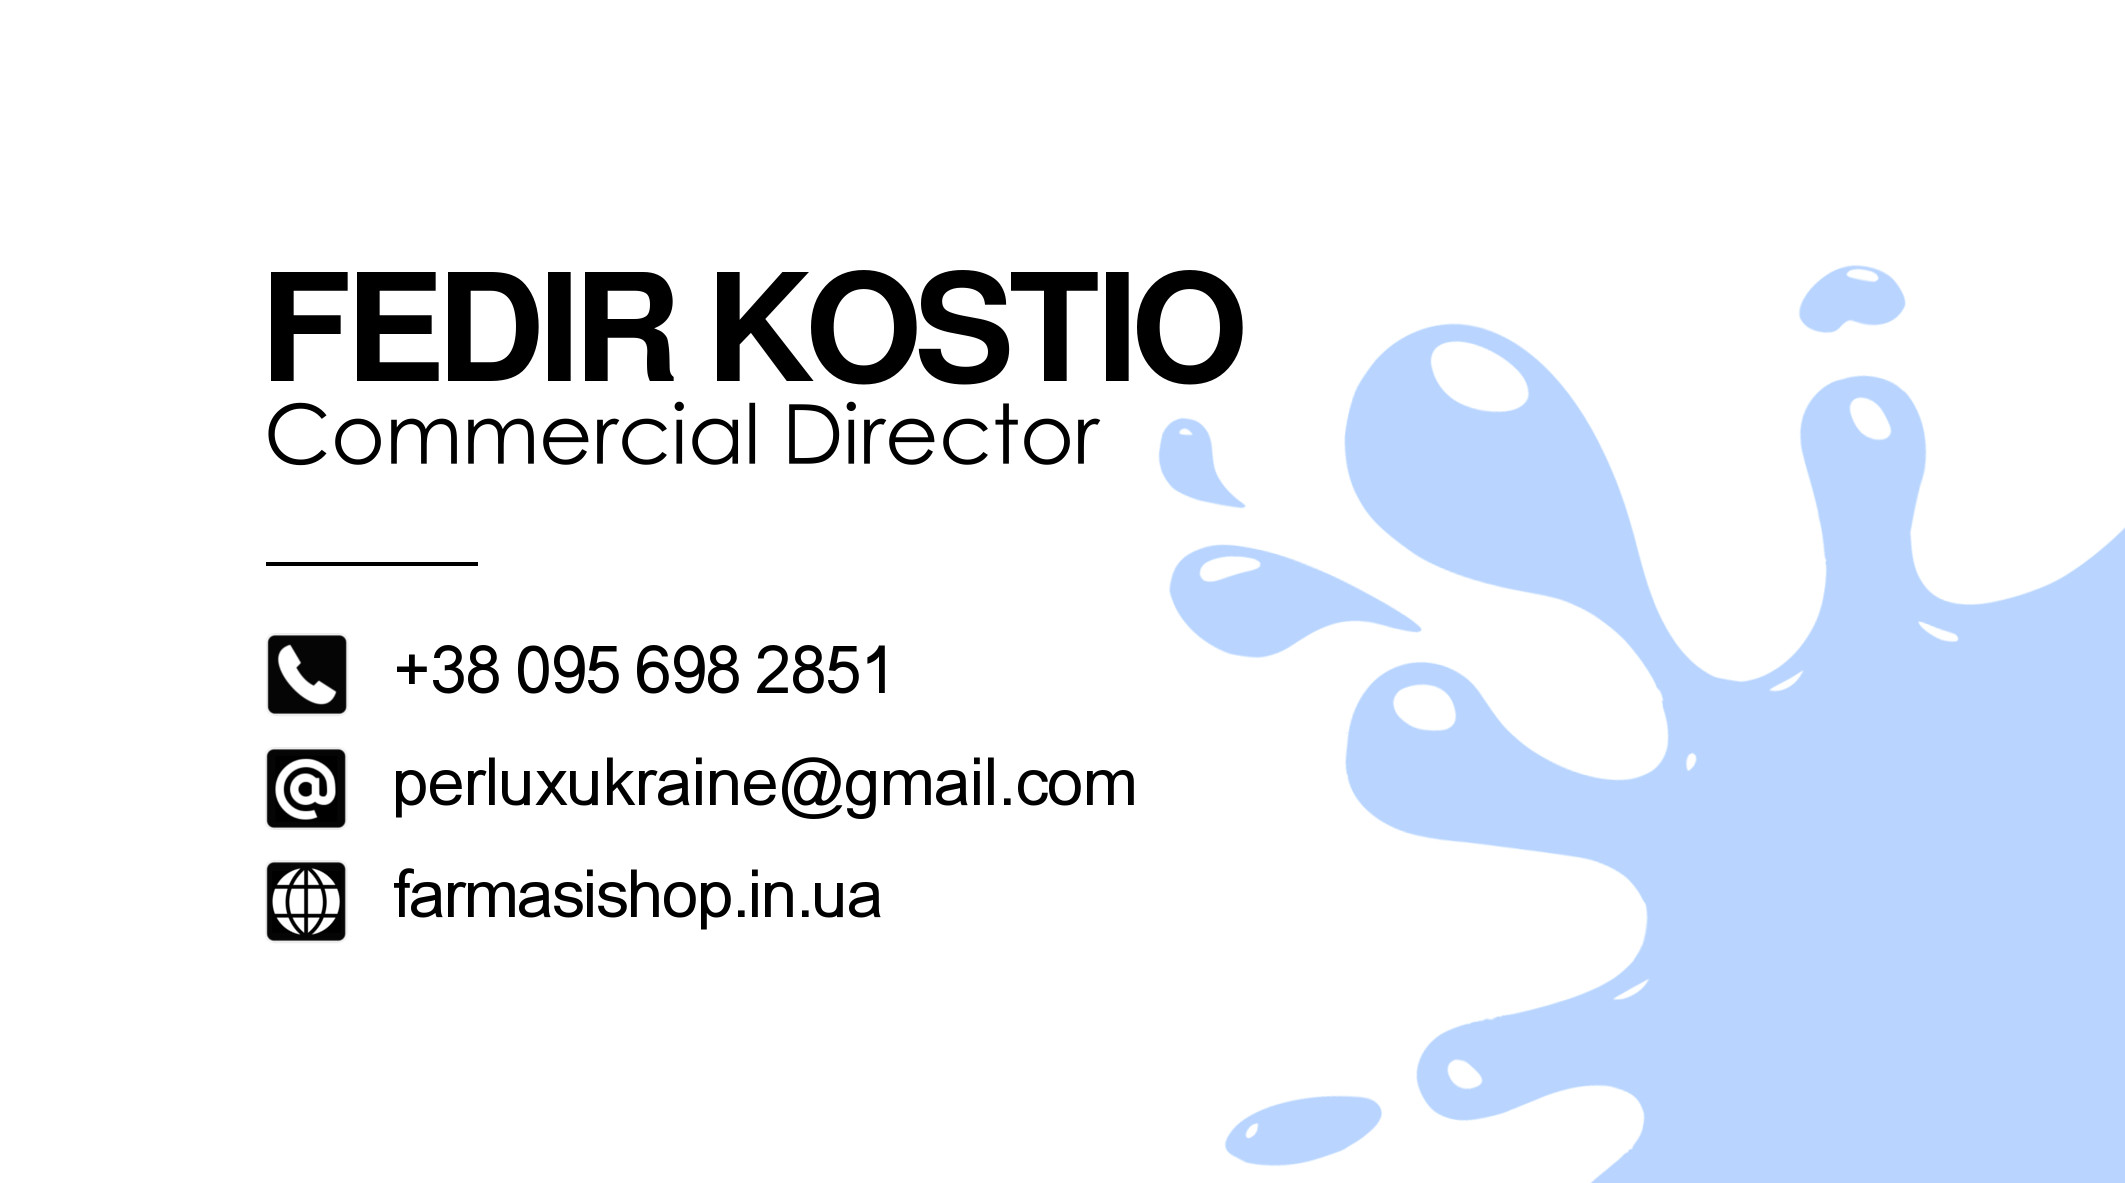 FEDIR KOSTIO
Commercial Director
+38 095 698 2851
perluxukraine@gmail.com
farmasishop.in.ua